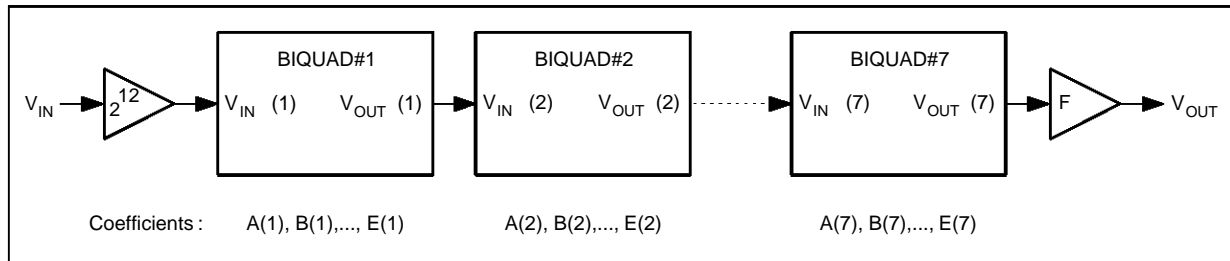 BIQUAD#1 BIQUAD#2 BIQUAD#7
V_IN 2^12 V_IN (1) V_OUT (1) V_IN (2) V_OUT (2) V_IN (7) V_OUT (7) F V_OUT
Coefficients : A(1), B(1),..., E(1) A(2), B(2),..., E(2) A(7), B(7),..., E(7)